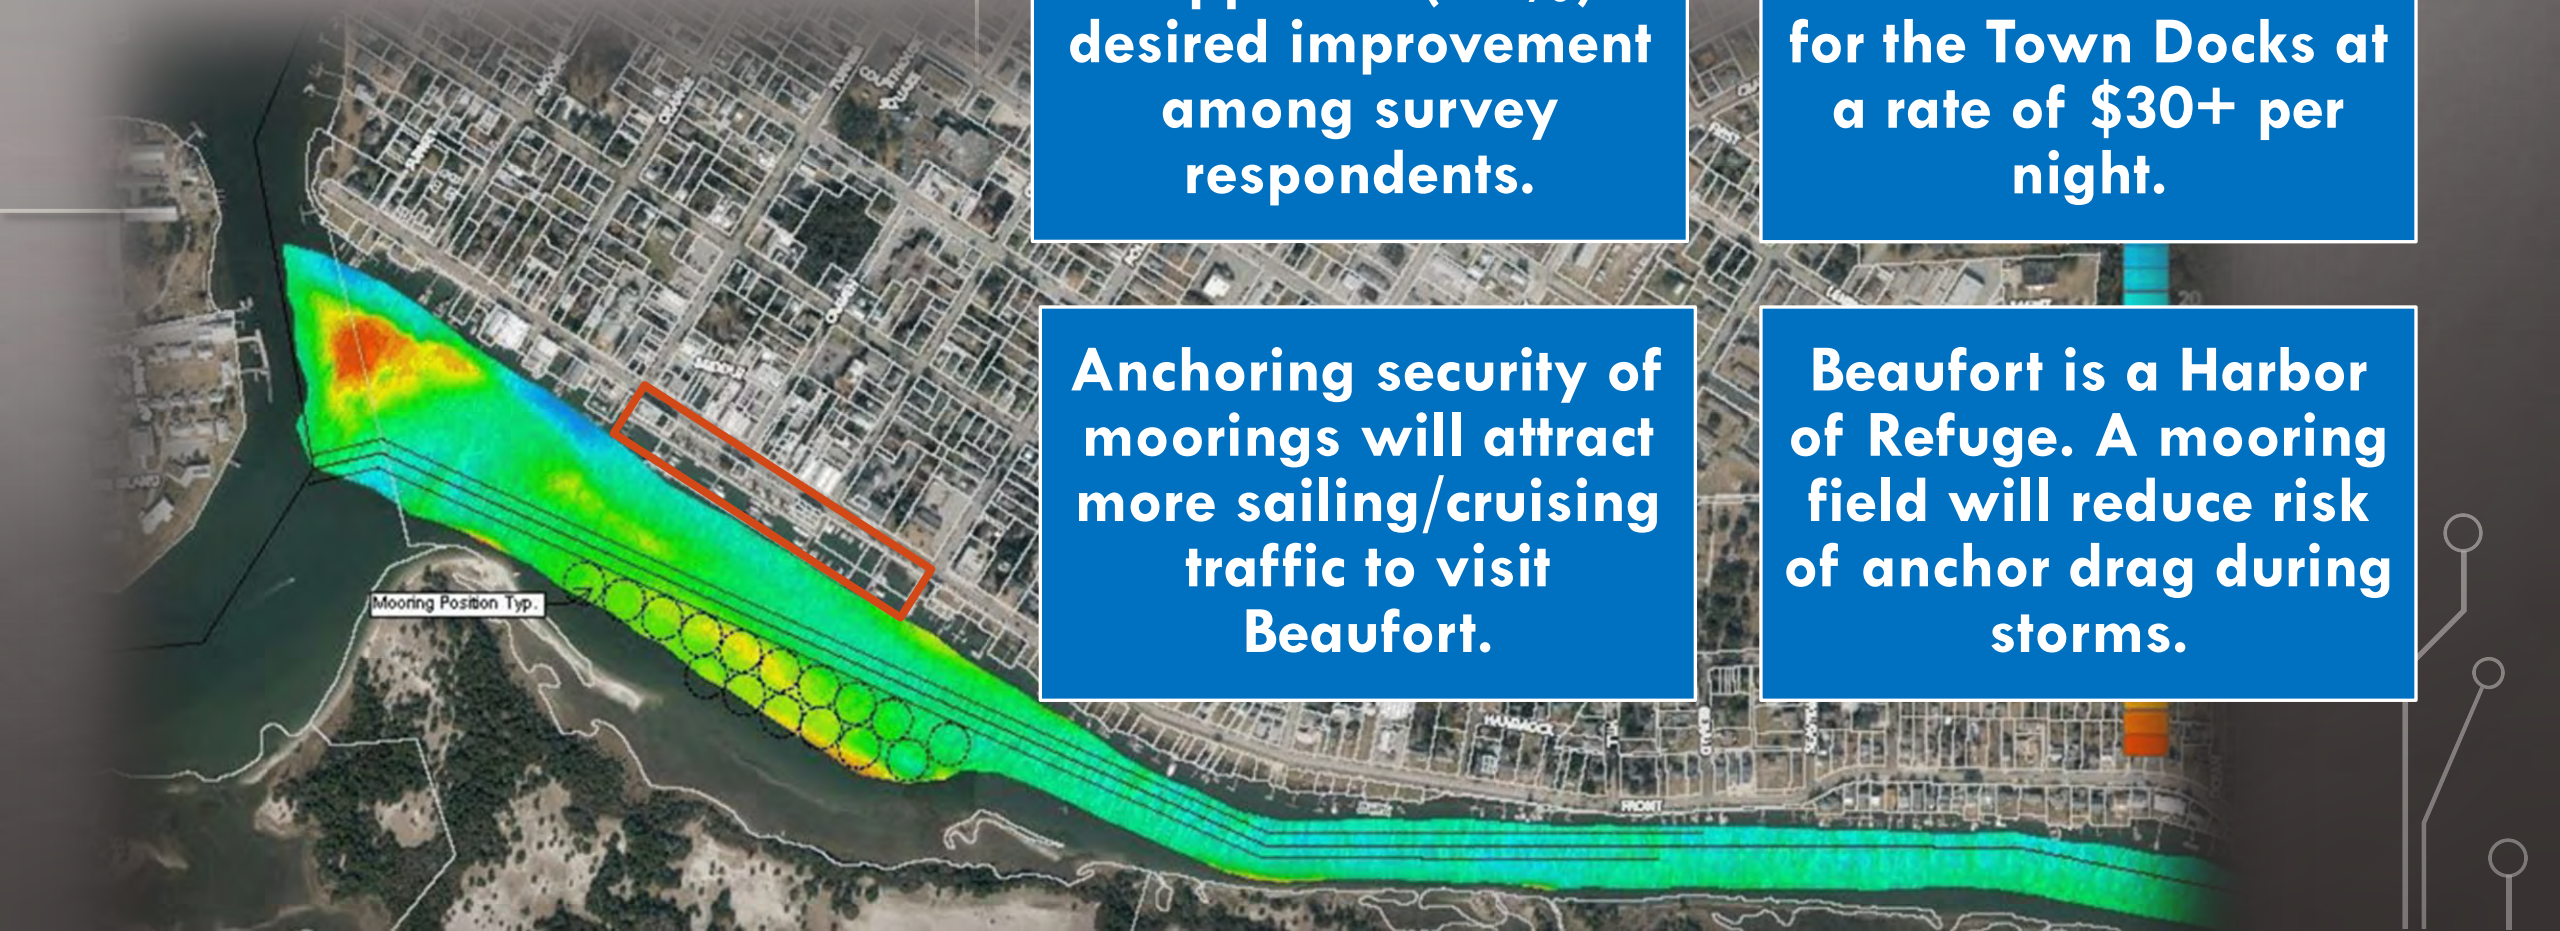 desired improvement
among survey
respondents.
for the Town Docks at
a rate of $30+ per
night.
Anchoring security of
moorings will attract
more sailing/cruising
traffic to visit
Beaufort.
Beaufort is a Harbor
of Refuge. A mooring
field will reduce risk
of anchor drag during
storms.
Mooring Position Typ.
FRONT